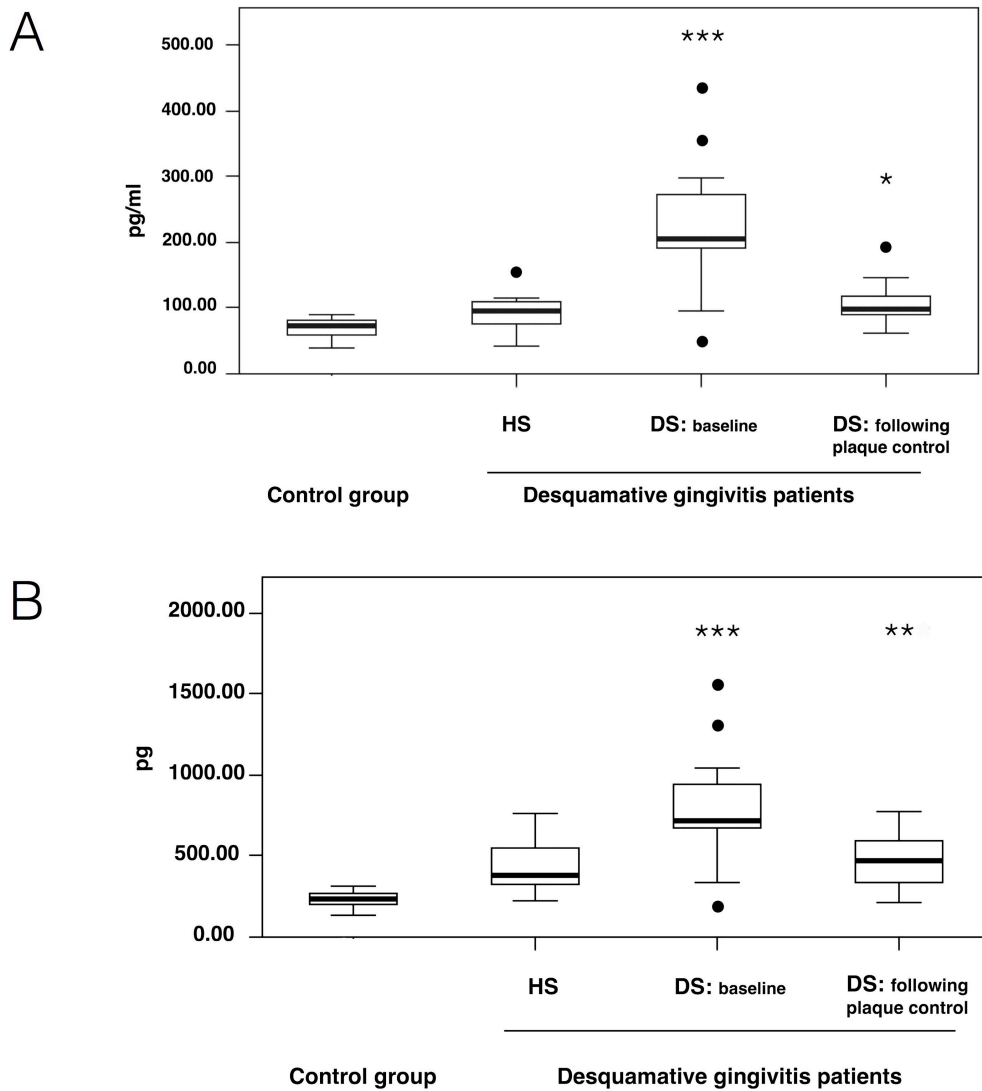 A
500.00
400.00
300.00
200.00
100.00
0.00
pg/ml
***
*
HS
DS: baseline
DS: following
plaque control
Control group
Desquamative gingivitis patients
B
2000.00
1500.00
1000.00
500.00
0.00
pg
***
**
HS
DS: baseline
DS: following
plaque control
Control group
Desquamative gingivitis patients